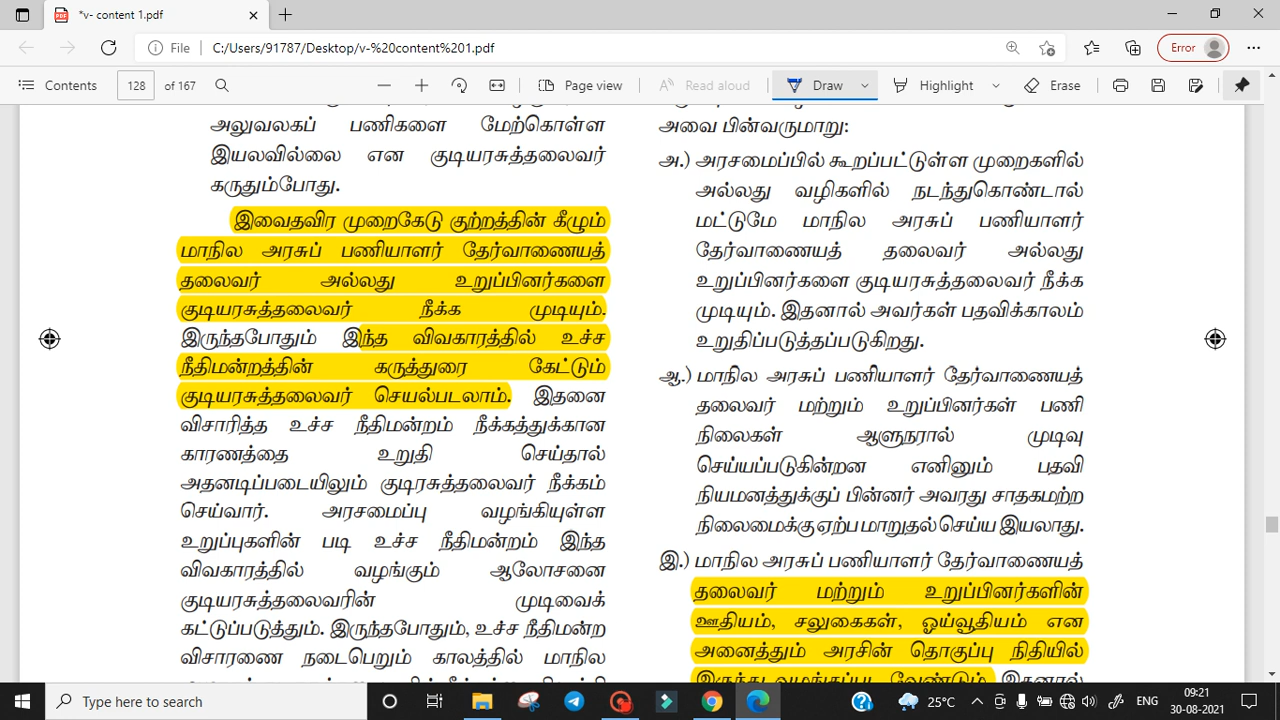 *v- content 1.pdf
File
C:/Users/91787/Desktop/v-%20content%201.pdf
Error
Contents
128 of 167
Page view
Read aloud
Draw
Highlight
Erase
அலுவலகப் பணிகளை மேற்கொள்ள
இயலவில்லை என குடியரசுத்தலைவர்
கருதும்போது.
இவைதவிர முறைகேடு குற்றத்தின் கீழும்
மாநில அரசுப் பணியாளர் தேர்வாணையத்
தலைவர் அல்லது உறுப்பினர்களை
குடியரசுத்தலைவர் நீக்க முடியும்.
இருந்தபோதும் இந்த விவகாரத்தில் உச்ச
நீதிமன்றத்தின் கருத்துரை கேட்டும்
குடியரசுத்தலைவர் செயல்படலாம். இதனை
விசாரித்த உச்ச நீதிமன்றம் நீக்கத்துக்கான
காரணத்தை உறுதி செய்தால்
அதனடிப்படையிலும் குடிரசுத்தலைவர் நீக்கம்
செய்வார். அரசமைப்பு வழங்கியுள்ள
உறுப்புகளின் படி உச்ச நீதிமன்றம் இந்த
விவகாரத்தில் வழங்கும் ஆலோசனை
குடியரசுத்தலைவரின் முடிவைக்
கட்டுப்படுத்தும். இருந்தபோதும், உச்ச நீதிமன்ற
விசாரணை நடைபெறும் காலத்தில் மாநில
அவை பின்வருமாறு:
அ.) அரசமைப்பில் கூறப்பட்டுள்ள முறைகளில்
அல்லது வழிகளில் நடந்துகொண்டால்
மட்டுமே மாநில அரசுப் பணியாளர்
தேர்வாணையத் தலைவர் அல்லது
உறுப்பினர்களை குடியரசுத்தலைவர் நீக்க
முடியும். இதனால் அவர்கள் பதவிக்காலம்
உறுதிப்படுத்தப்படுகிறது.
ஆ.) மாநில அரசுப் பணியாளர் தேர்வாணையத்
தலைவர் மற்றும் உறுப்பினர்கள் பணி
நிலைகள் ஆளுநரால் முடிவு
செய்யப்படுகின்றன எனினும் பதவி
நியமனத்துக்குப் பின்னர் அவரது சாதகமற்ற
நிலைமைக்கு ஏற்ப மாறுதல் செய்ய இயலாது.
இ.) மாநில அரசுப் பணியாளர் தேர்வாணையத்
தலைவர் மற்றும் உறுப்பினர்களின்
ஊதியம், சலுகைகள், ஓய்வூதியம் என
அனைத்தும் அரசின் தொகுப்பு நிதியில்
இருந்து வழங்கப்பட வேண்டும். இதனால்
Type here to search
25°C
ENG
09:21
30-08-2021